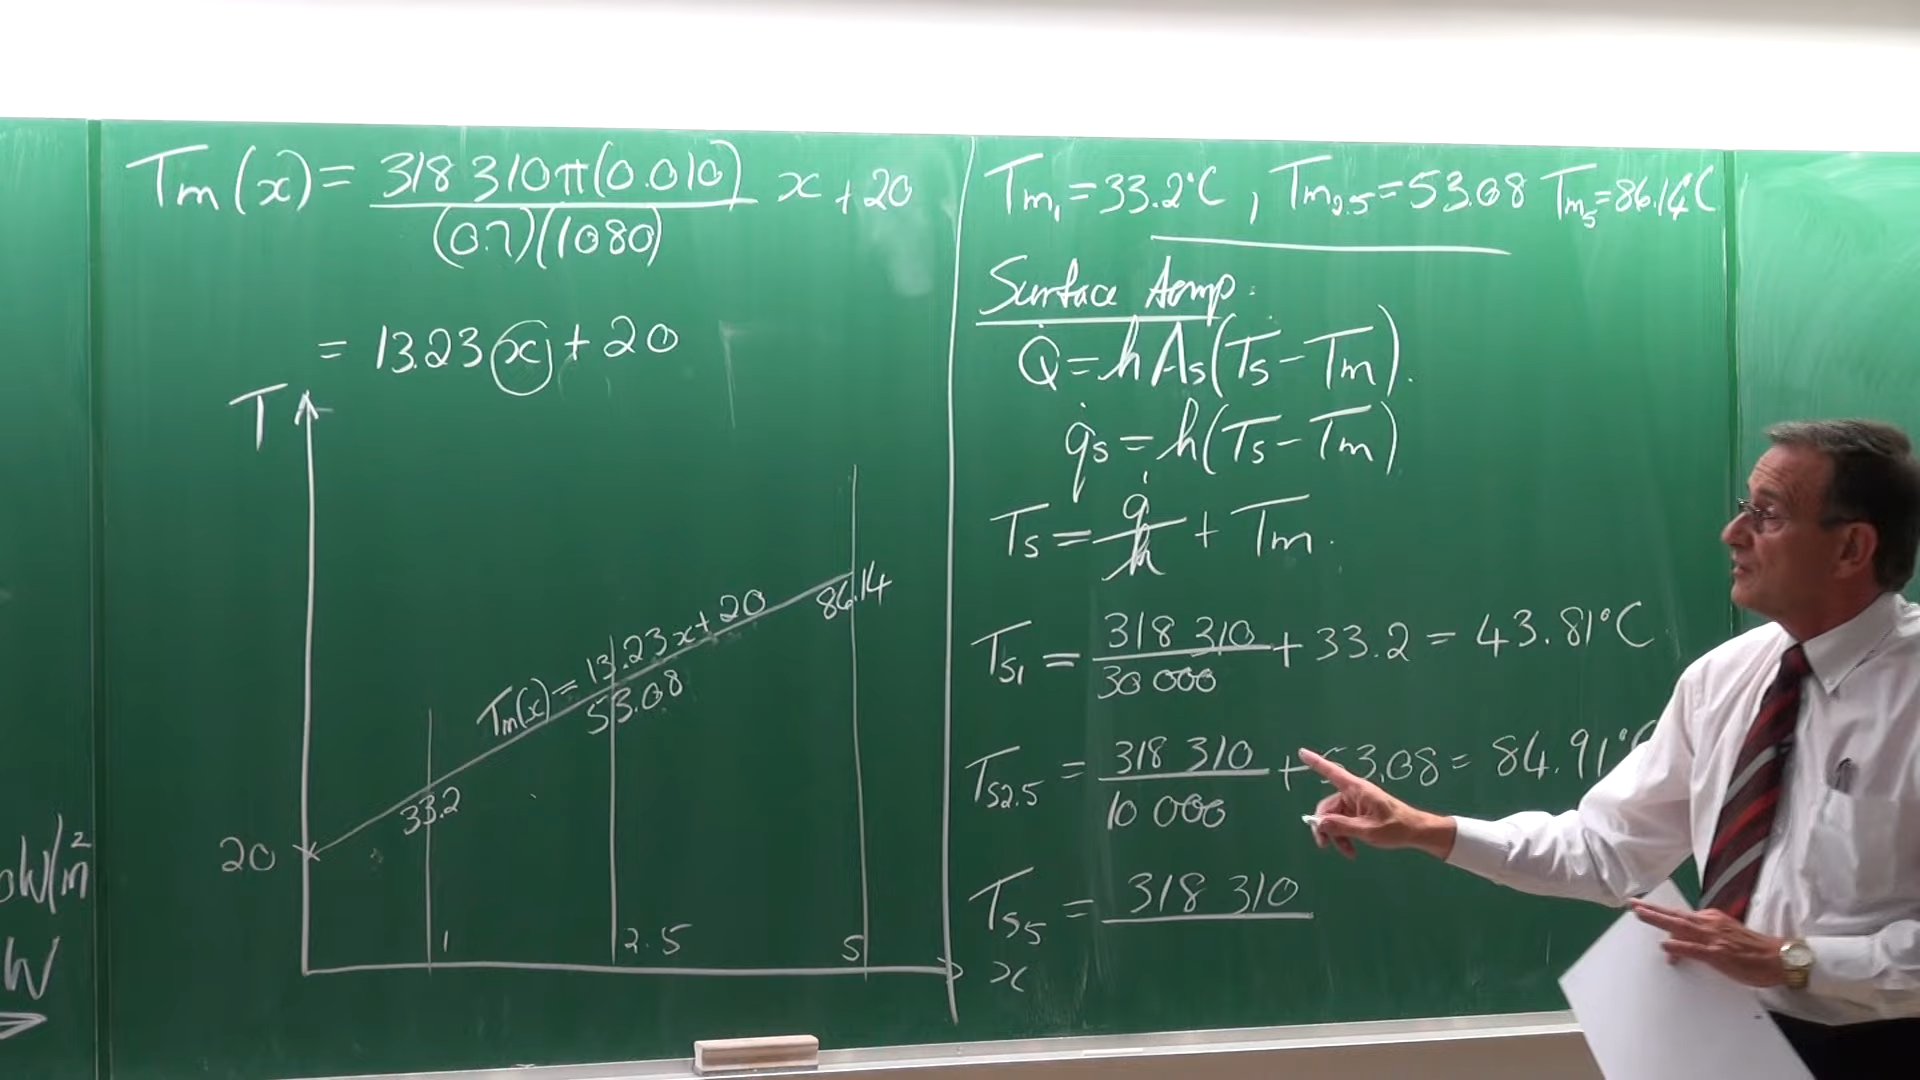 Tm(x) = 318 310π(0.010) / (0.7)(1080) x + 20
= 13.23x + 20
T
Tm(x) = 13.23x + 20
86.14
53.08
33.2
20
1
2.5
5
x
W/m²
W
Tm₁ = 33.2°C, Tm₂.₅ = 53.08 Tm₅ = 86.14°C
Surface temp:
Q̇ = hAs(Ts − Tm).
q̇s = h(Ts − Tm)
Ts = q̇/h + Tm.
Ts₁ = 318 310 / 30 000 + 33.2 = 43.81°C
Ts2.5 = 318 310 / 10 000 + 53.08 = 84.91°C
Ts₅ = 318 310